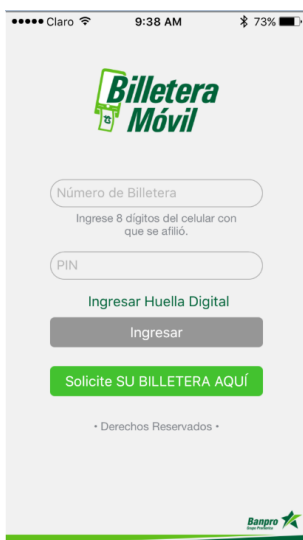 Claro 9:38 AM 73%
Billetera
Móvil
Número de Billetera
Ingrese 8 dígitos del celular con
que se afilió.
PIN
Ingresar Huella Digital
Ingresar
Solicite SU BILLETERA AQUÍ
• Derechos Reservados •
Banpro
Grupo Promerica